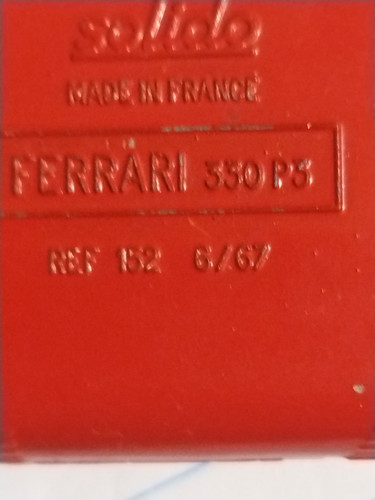 solido
MADE IN FRANCE
FERRARI 330 P3
REF 152 6/67